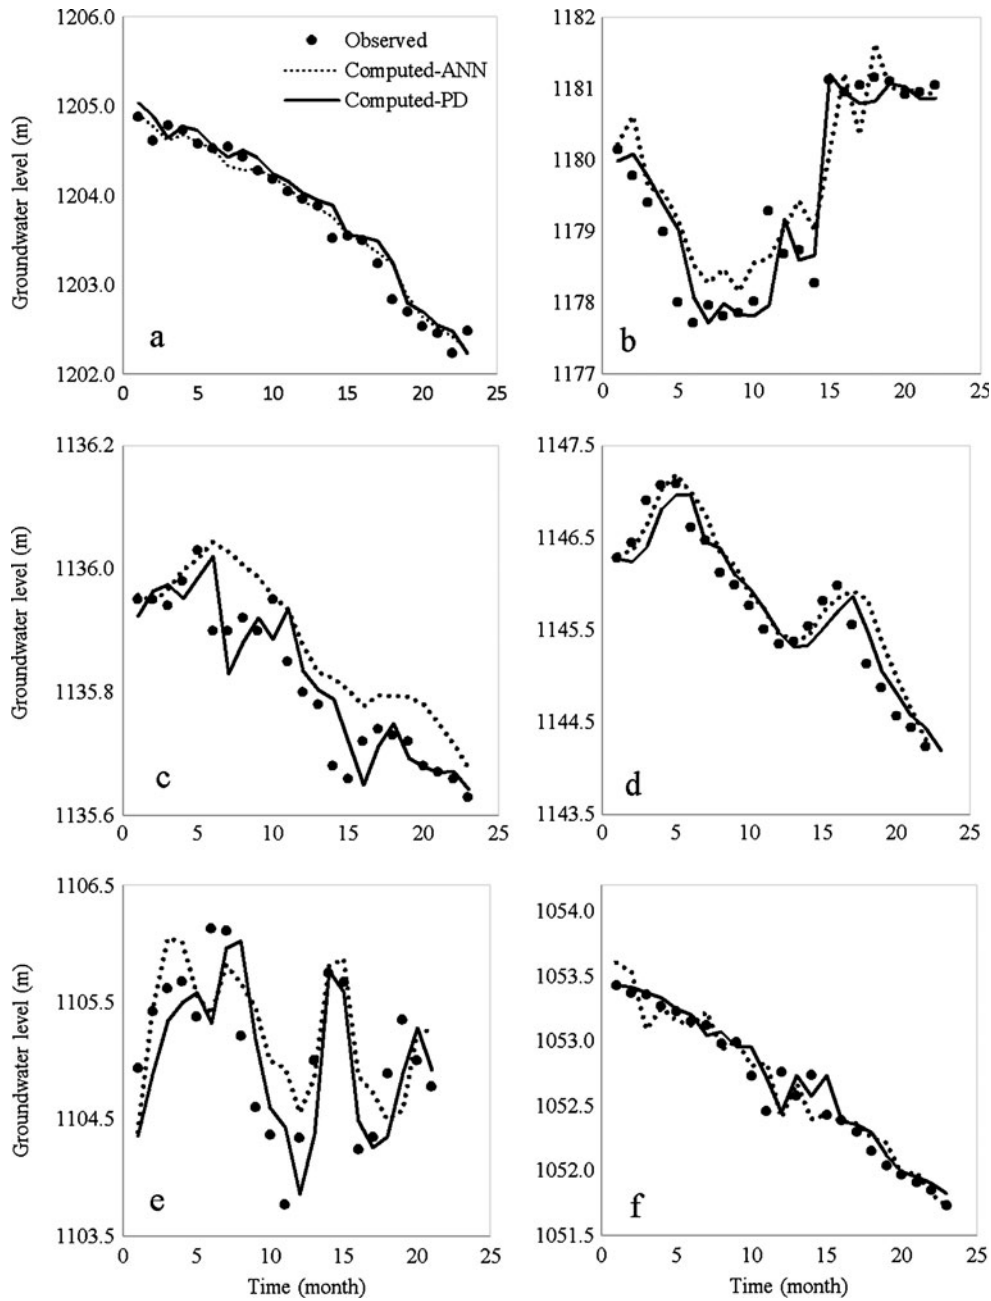 1206.0
1205.0
1204.0
1203.0
1202.0
Groundwater level (m)
Observed
Computed-ANN
Computed-PD
a
0 5 10 15 20 25
1182
1181
1180
1179
1178
1177
b
0 5 10 15 20 25
1136.2
1136.0
1135.8
1135.6
Groundwater level (m)
c
0 5 10 15 20 25
1147.5
1146.5
1145.5
1144.5
1143.5
d
0 5 10 15 20 25
1106.5
1105.5
1104.5
1103.5
Groundwater level (m)
e
0 5 10 15 20 25
Time (month)
1054.0
1053.5
1053.0
1052.5
1052.0
1051.5
f
0 5 10 15 20 25
Time (month)